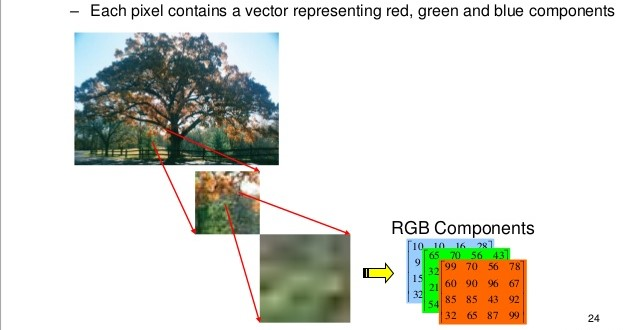 – Each pixel contains a vector representing red, green and blue components
RGB Components
10 10 16 28
9
15
32
65 70 56 43
32
21
54
99 70 56 78
60 90 96 67
85 85 43 92
32 65 87 99
24